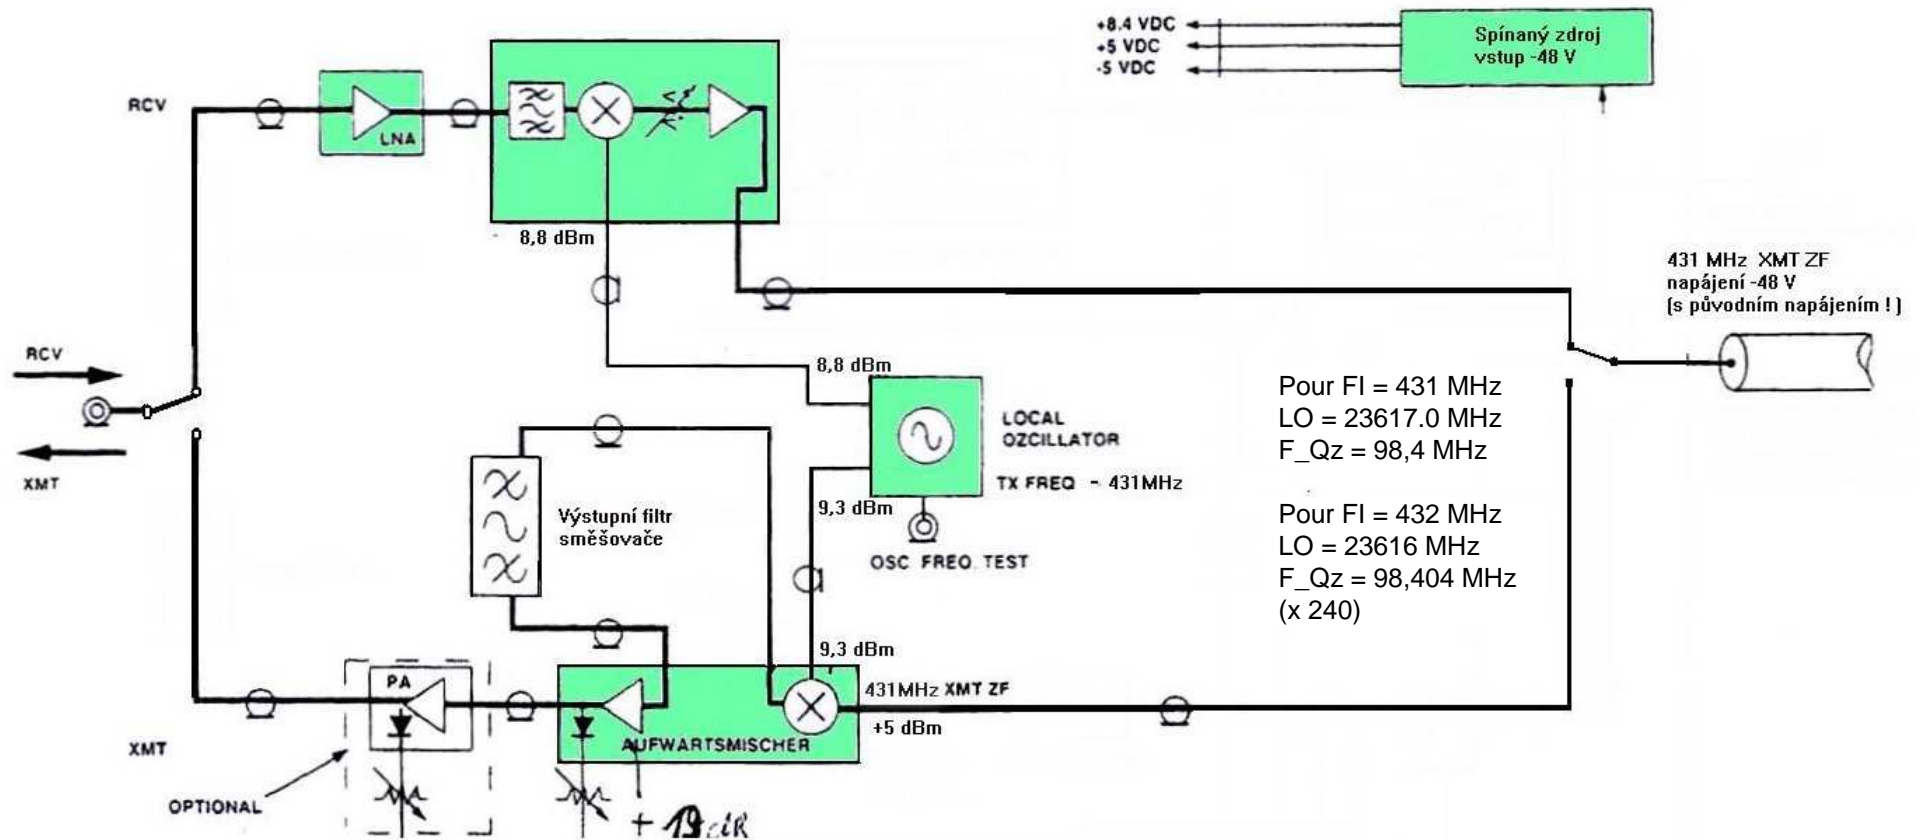 +8.4 VDC
+5 VDC
-5 VDC
Spínaný zdroj
vstup -48 V
RCV
LNA
8,8 dBm
431 MHz XMT ZF
napájení -48 V
(s původním napájením !)
RCV
XMT
8,8 dBm
LOCAL
OZCILLATOR
TX FREQ - 431MHz
9,3 dBm
OSC FREQ. TEST
Pour FI = 431 MHz
LO = 23617.0 MHz
F_Qz = 98,4 MHz
Pour FI = 432 MHz
LO = 23616 MHz
F_Qz = 98,404 MHz
(x 240)
Výstupní filtr
směšovače
9,3 dBm
PA
431MHz XMT ZF
+5 dBm
AUFWARTSMISCHER
XMT
OPTIONAL
+ 19